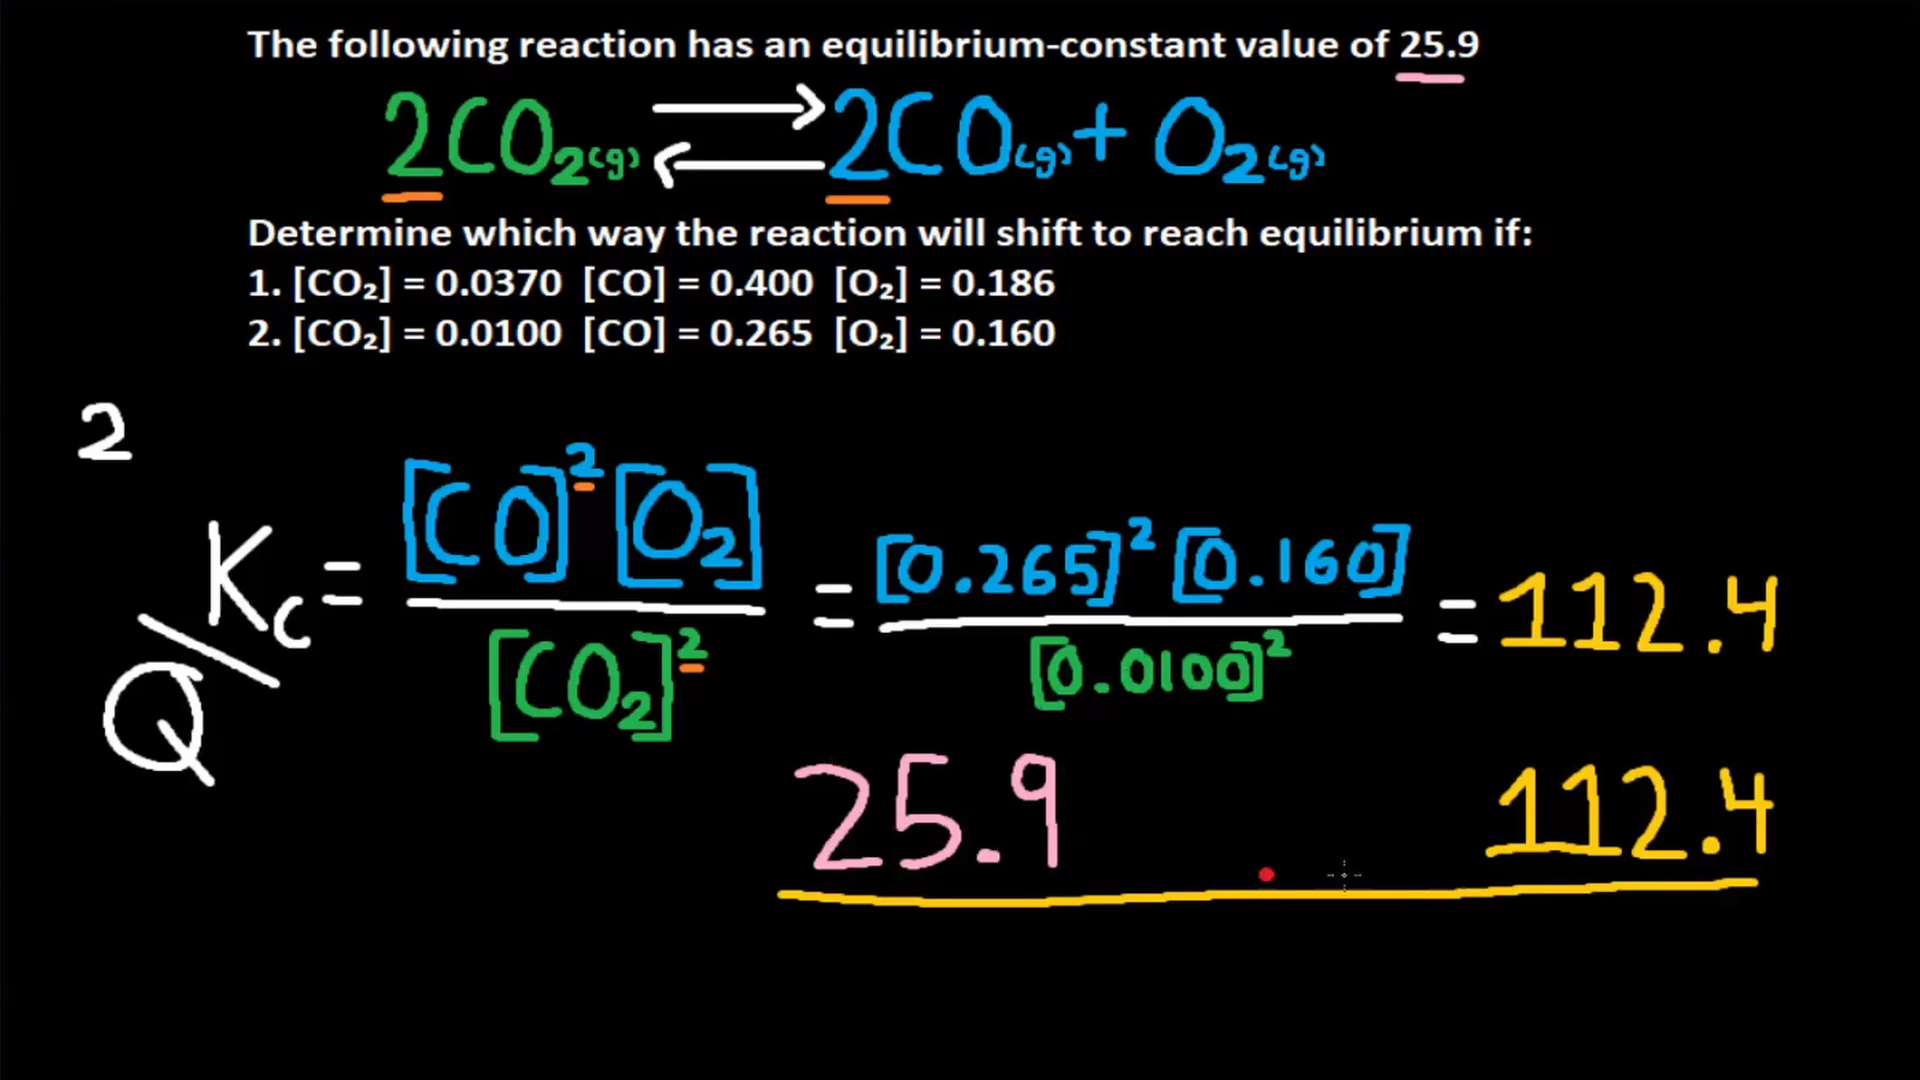 The following reaction has an equilibrium-constant value of 25.9
2CO₂(g) ⇄ 2CO(g) + O₂(g)
Determine which way the reaction will shift to reach equilibrium if:
1. [CO₂] = 0.0370 [CO] = 0.400 [O₂] = 0.186
2. [CO₂] = 0.0100 [CO] = 0.265 [O₂] = 0.160
2
[CO]² [O₂]
[0.265]² [0.160]
Kc = = = 112.4
[CO₂]²
[0.0100]²
Q
25.9 112.4